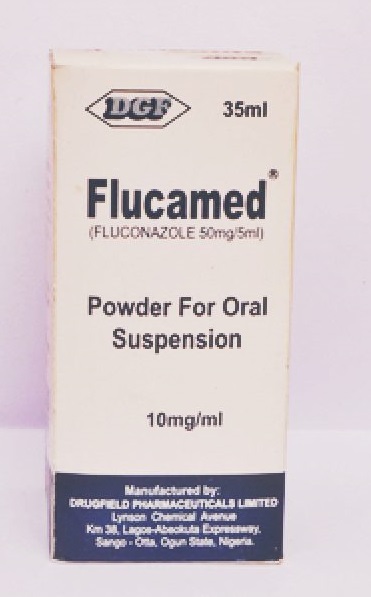 DGF
35ml
Flucamed®
(FLUCONAZOLE 50mg/5ml)
Powder For Oral
Suspension
10mg/ml
Manufactured by:
DRUGFIELD PHARMACEUTICALS LIMITED
Lynson Chemical Avenue
Km 38, Lagos-Abeokuta Expressway,
Sango - Otta, Ogun State, Nigeria.